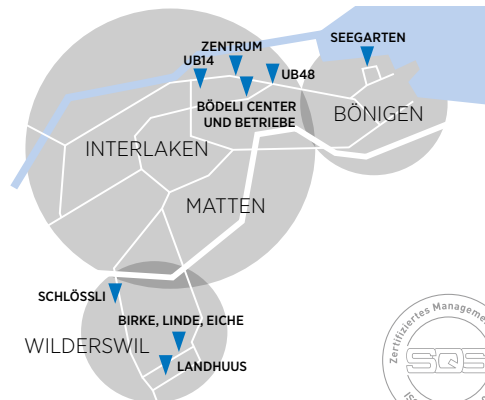 SEEGARTEN
ZENTRUM
UB14
UB48
BÖDELI CENTER
UND BETRIEBE
BÖNIGEN
INTERLAKEN
MATTEN
SCHLÖSSLI
BIRKE, LINDE, EICHE
WILDERSWIL
LANDHUUS
Zertifiziertes
SQS